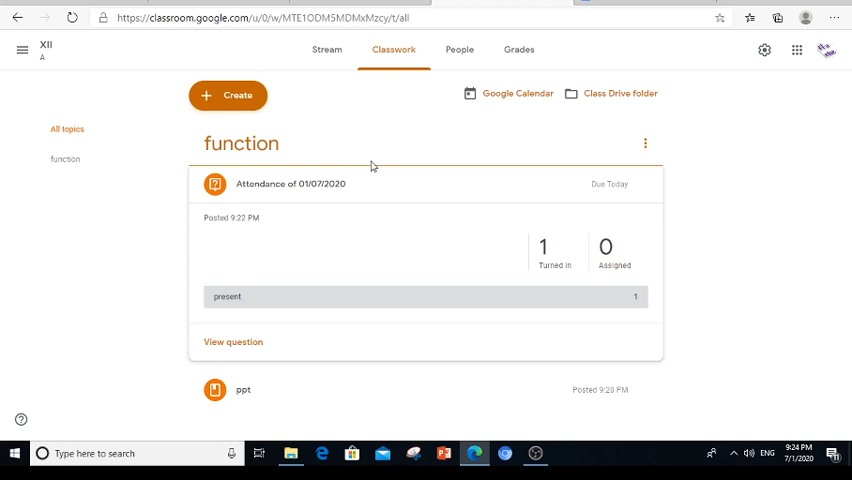 https://classroom.google.com/u/0/w/MTE1ODM5MDMxMzcy/t/all
XII
A
Stream
Classwork
People
Grades
+ Create
Google Calendar
Class Drive folder
All topics
function
function
Attendance of 01/07/2020
Due Today
Posted 9:22 PM
1
Turned in
0
Assigned
present
1
View question
ppt
Posted 9:20 PM
Type here to search
ENG
9:24 PM
7/1/2020